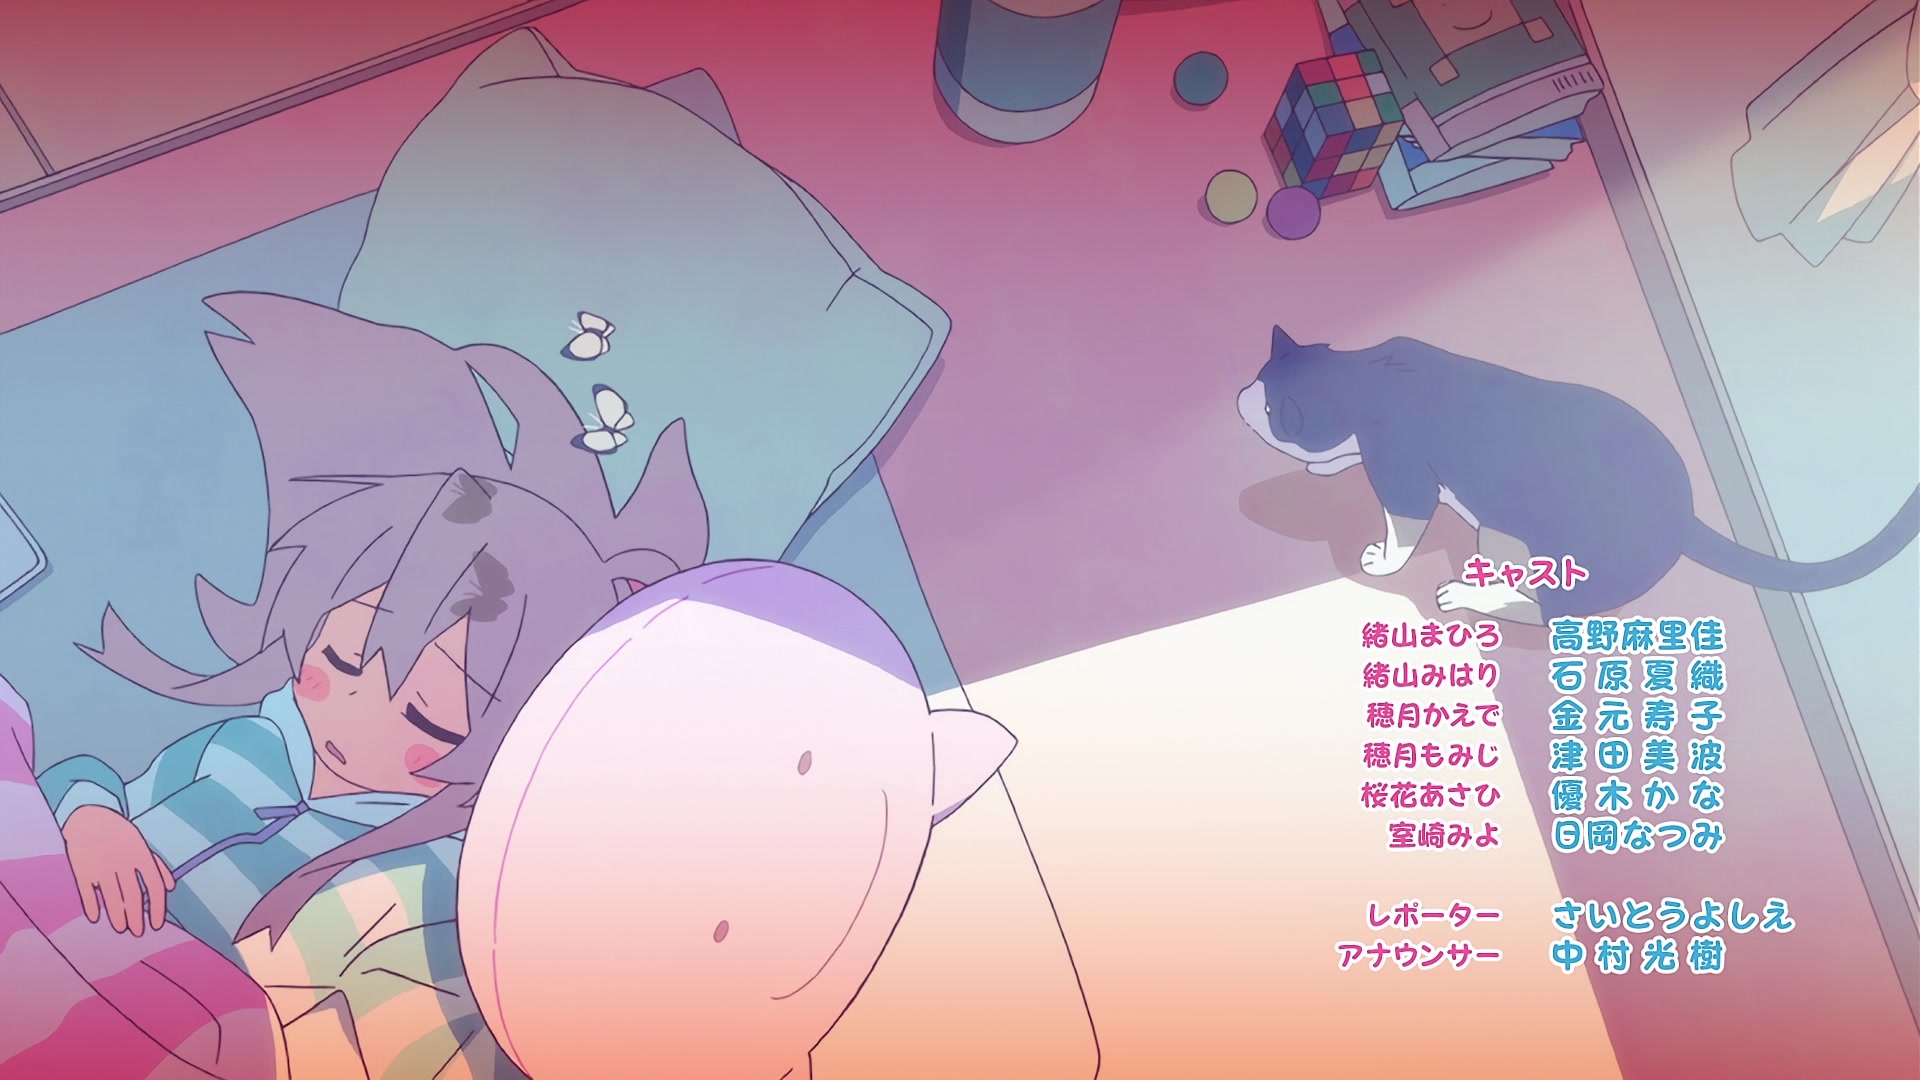 キャスト
緒山まひろ 高野麻里佳
緒山みはり 石原夏織
穂月かえで 金元寿子
穂月もみじ 津田美波
桜花あさひ 優木かな
室崎みよ 日岡なつみ
レポーター さいとうよしえ
アナウンサー 中村光樹